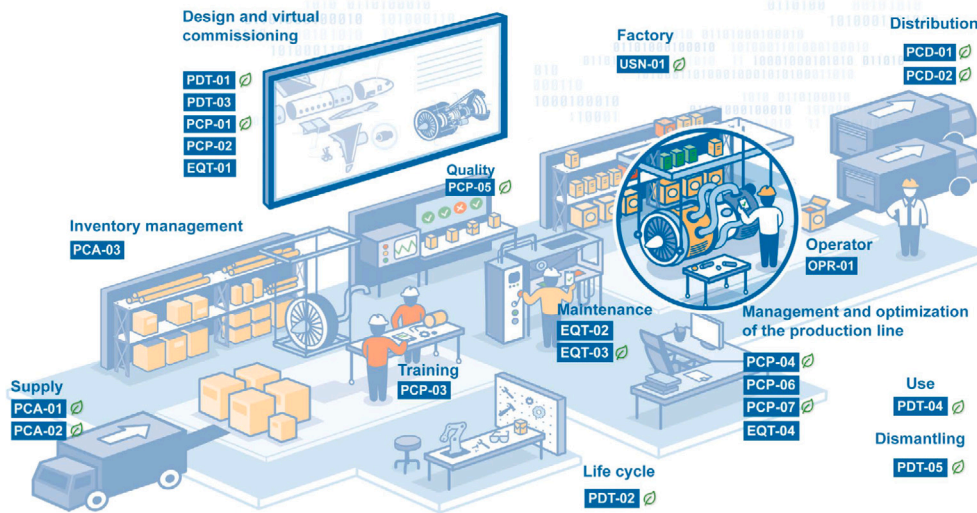 Design and virtual
commissioning
PDT-01
PDT-03
PCP-01
PCP-02
EQT-01
Factory
USN-01
Distribution
PCD-01
PCD-02
Quality
PCP-05
Inventory management
PCA-03
Operator
OPR-01
Maintenance
EQT-02
EQT-03
Management and optimization
of the production line
PCP-04
PCP-06
PCP-07
EQT-04
Training
PCP-03
Supply
PCA-01
PCA-02
Use
PDT-04
Dismantling
PDT-05
Life cycle
PDT-02